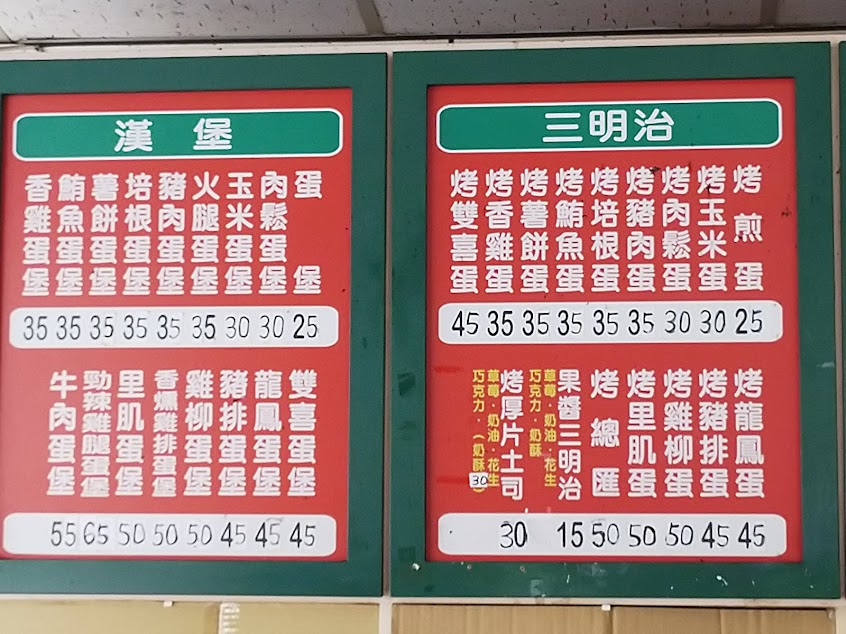 漢堡
蛋堡
肉鬆蛋堡
玉米蛋堡
火腿蛋堡
豬肉蛋堡
培根蛋堡
薯餅蛋堡
鮪魚蛋堡
香雞蛋堡
35 35 35 35 35 35 30 30 25
雙喜蛋堡
龍鳳蛋堡
豬排蛋堡
雞柳蛋堡
香爌雞排蛋堡
里肌蛋堡
勁辣雞腿蛋堡
牛肉蛋堡
55 65 50 50 50 45 45 45
三明治
烤煎蛋
烤玉米蛋
烤肉鬆蛋
烤豬肉蛋
烤培根蛋
烤鮪魚蛋
烤薯餅蛋
烤香雞蛋
烤雙喜蛋
45 35 35 35 35 35 30 30 25
烤龍鳳蛋
烤豬排蛋
烤雞柳蛋
烤里肌蛋
烤總匯
果醬三明治
草莓·奶油·花生
巧克力·奶酥
烤厚片土司
草莓·奶油·花生
巧克力·(奶酥30)
30 15 50 50 50 45 45